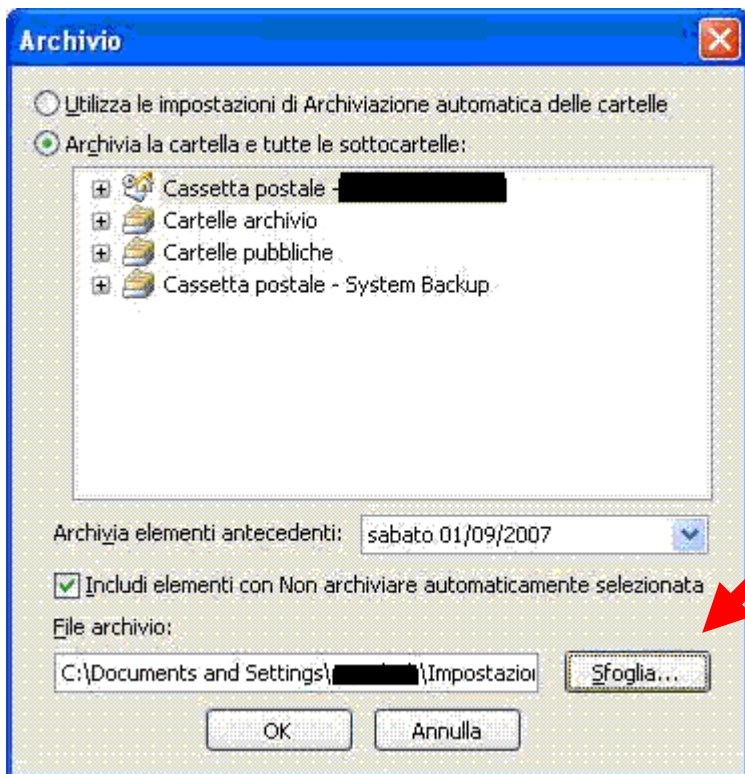 Archivio
Utilizza le impostazioni di Archiviazione automatica delle cartelle
Archivia la cartella e tutte le sottocartelle:
Cassetta postale -
Cartelle archivio
Cartelle pubbliche
Cassetta postale - System Backup
Archivia elementi antecedenti: sabato 01/09/2007
Includi elementi con Non archiviare automaticamente selezionata
File archivio:
C:\Documents and Settings\ \Impostazion Sfoglia...
OK Annulla